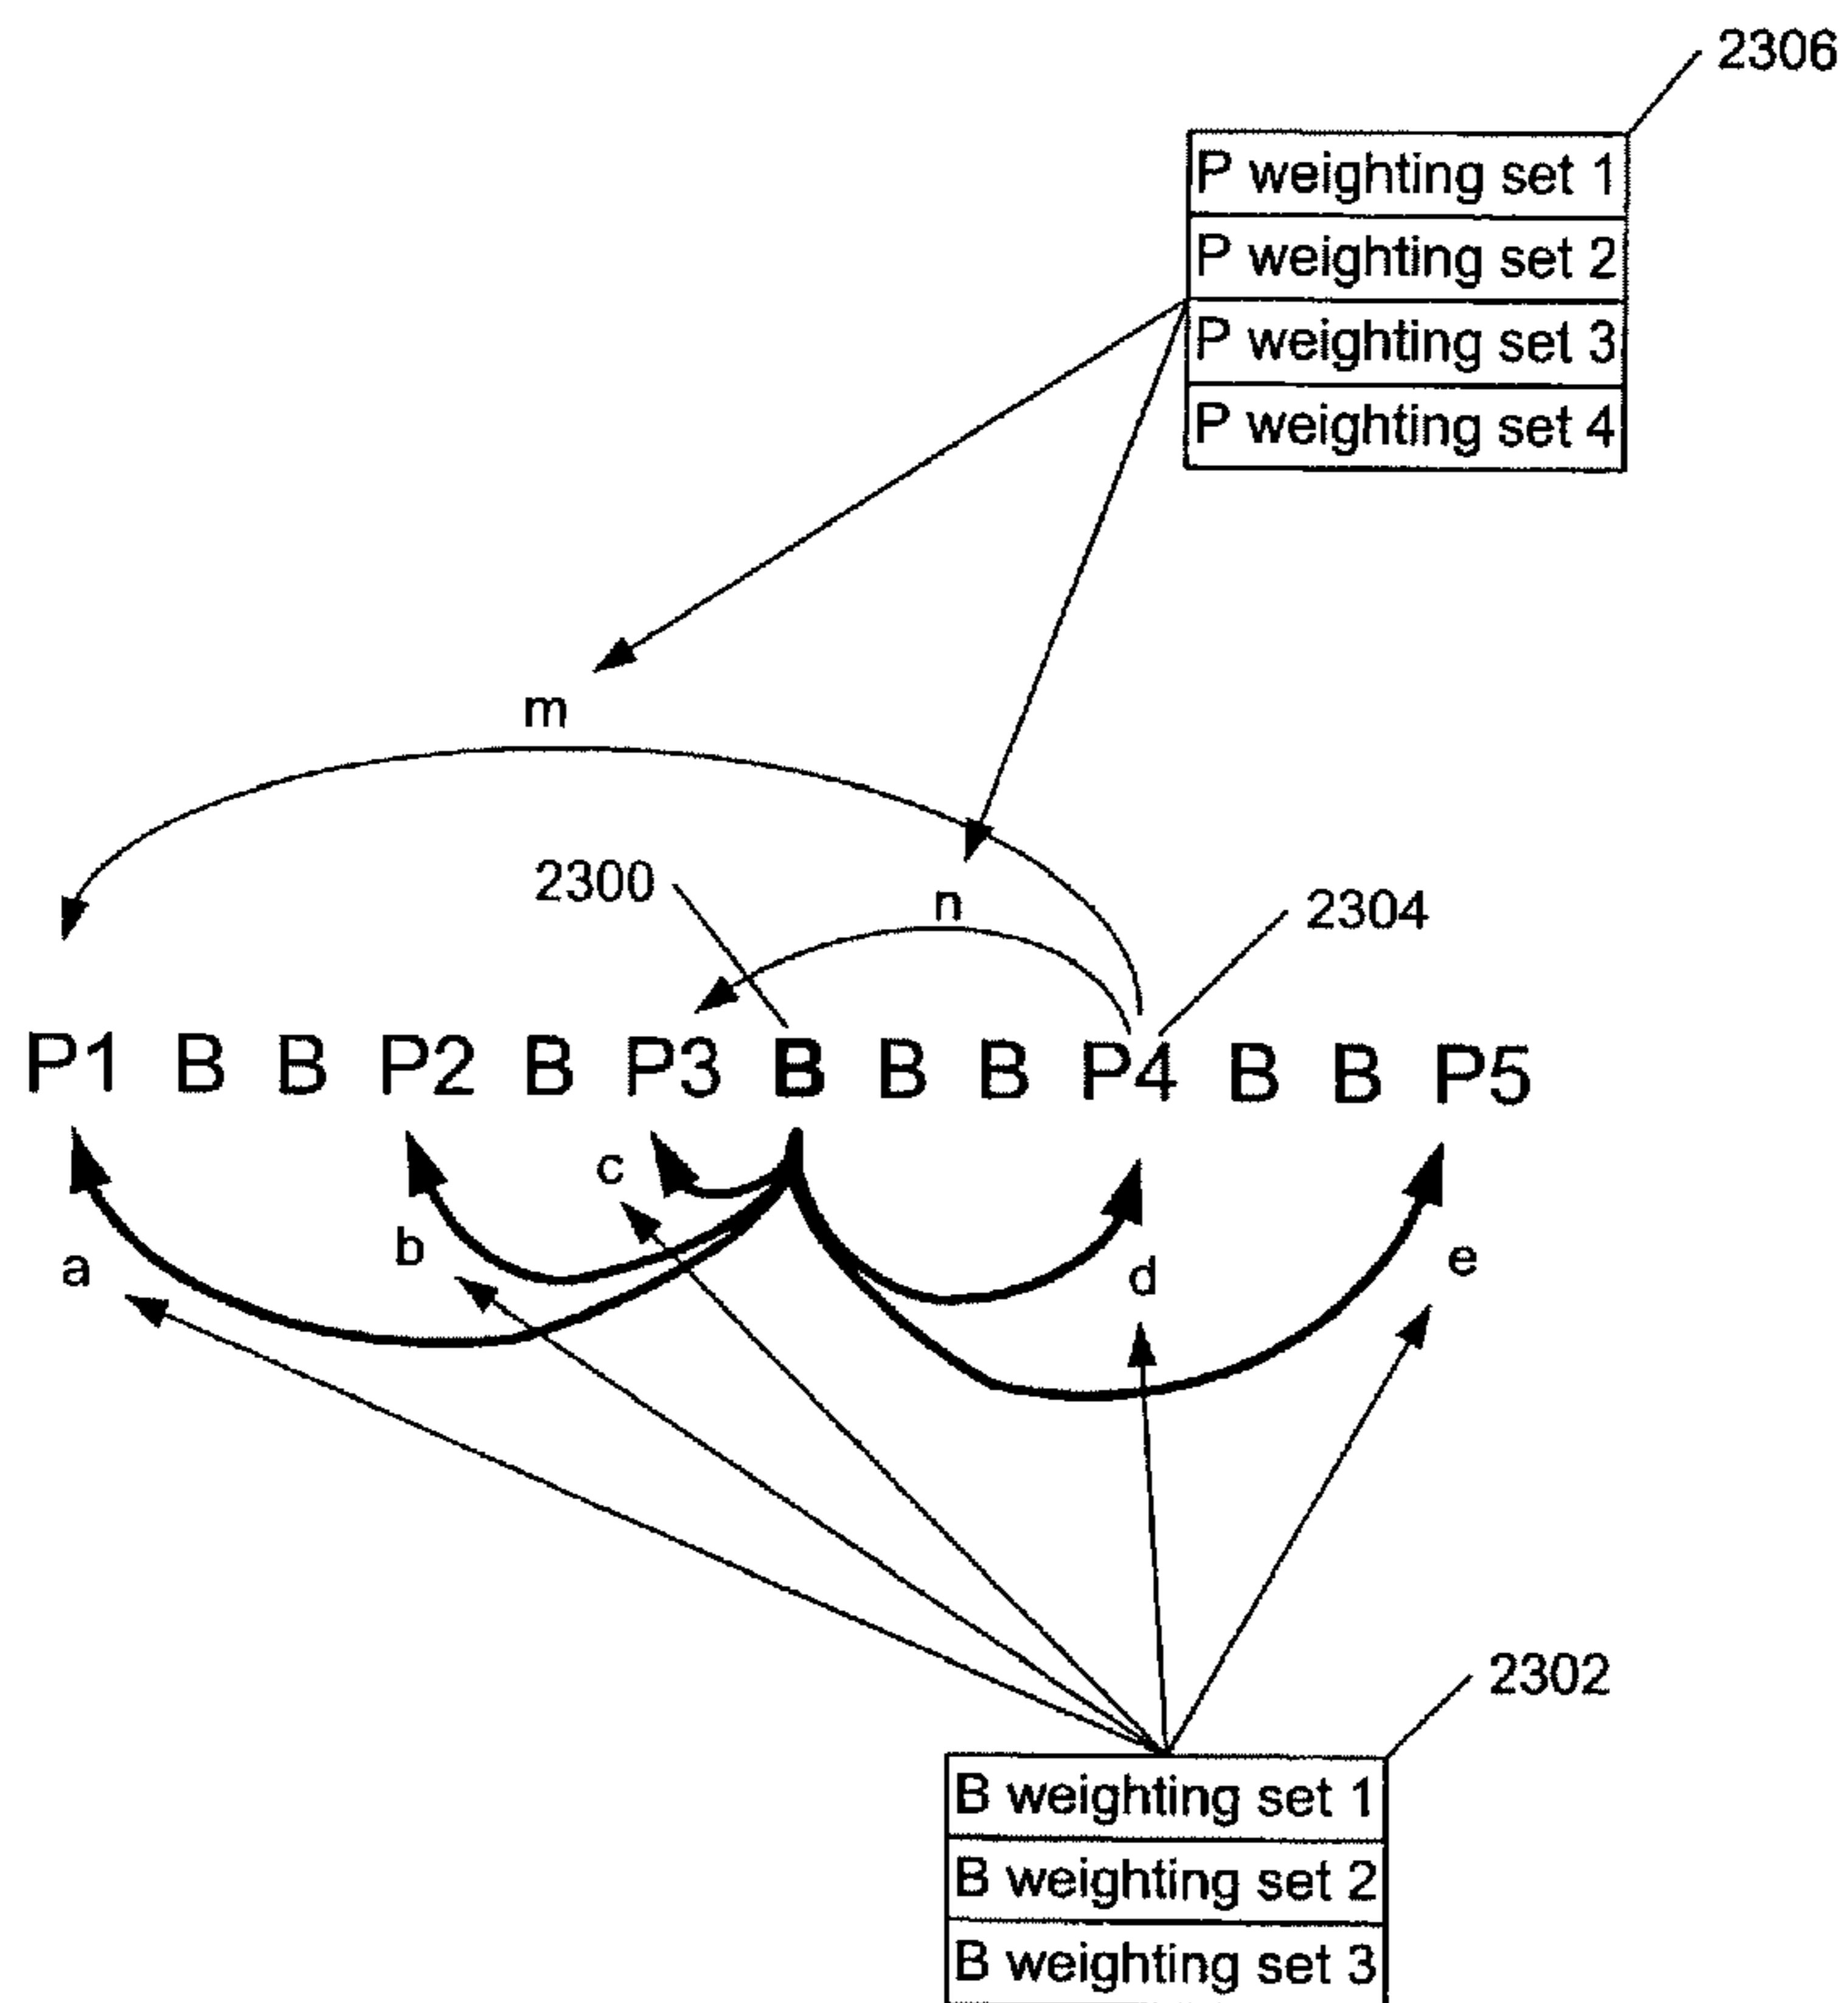 2306
P weighting set 1
P weighting set 2
P weighting set 3
P weighting set 4
m
2300
n
2304
P1 B B P2 B P3 B B B P4 B B P5
c
b
a
d
e
2302
B weighting set 1
B weighting set 2
B weighting set 3